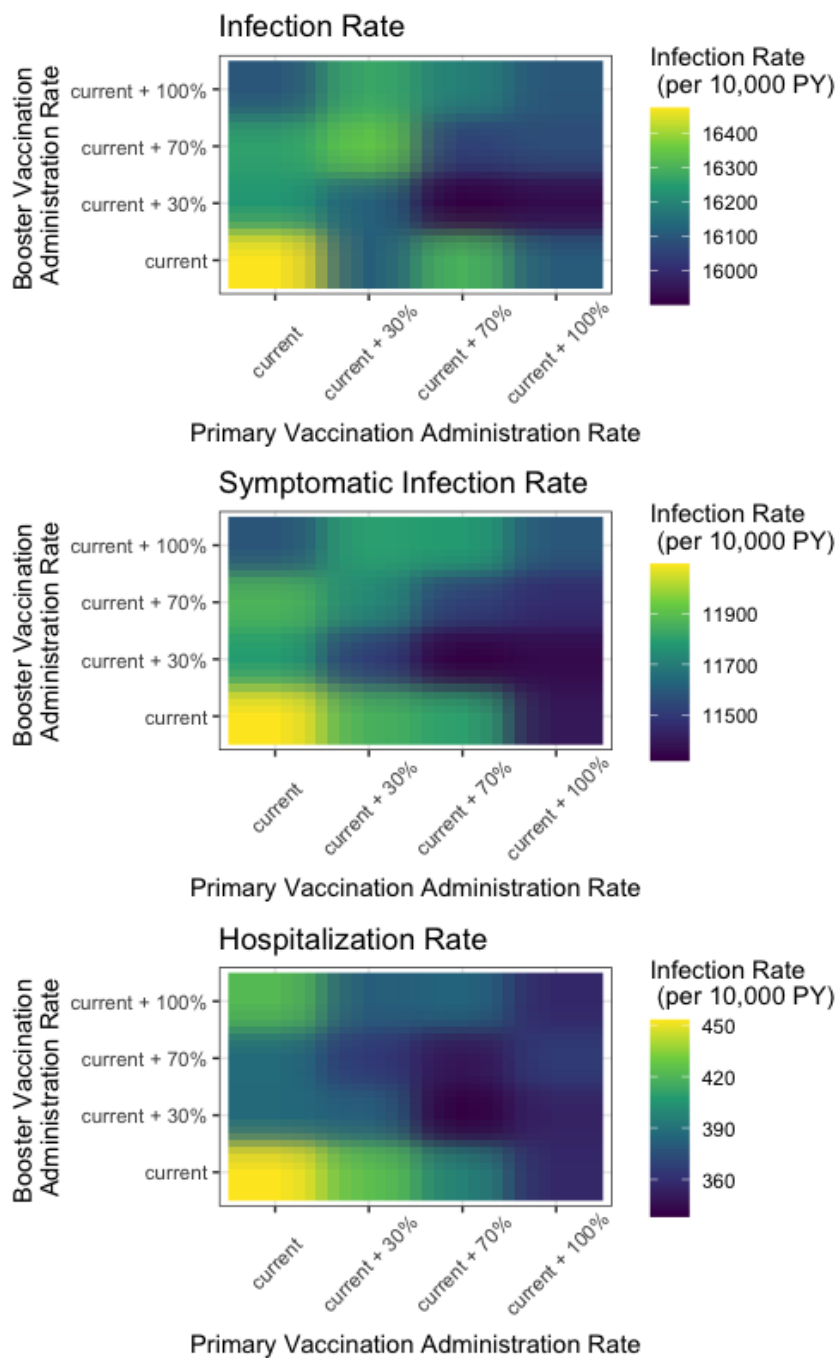 Infection Rate
Booster Vaccination
Administration Rate
current + 100%
current + 70%
current + 30%
current
current
current + 30%
current + 70%
current + 100%
Primary Vaccination Administration Rate
Infection Rate
(per 10,000 PY)
16400
16300
16200
16100
16000
Symptomatic Infection Rate
Booster Vaccination
Administration Rate
current + 100%
current + 70%
current + 30%
current
current
current + 30%
current + 70%
current + 100%
Primary Vaccination Administration Rate
Infection Rate
(per 10,000 PY)
11900
11700
11500
Hospitalization Rate
Booster Vaccination
Administration Rate
current + 100%
current + 70%
current + 30%
current
current
current + 30%
current + 70%
current + 100%
Primary Vaccination Administration Rate
Infection Rate
(per 10,000 PY)
450
420
390
360